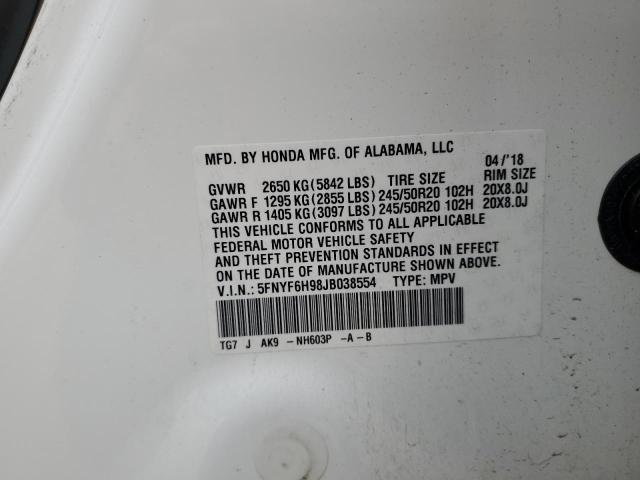 MFD. BY HONDA MFG. OF ALABAMA, LLC 04/'18
GVWR 2650 KG(5842 LBS) TIRE SIZE RIM SIZE
GAWR F 1295 KG(2855 LBS)245/50R20 102H 20X8.0J
GAWR R 1405 KG(3097 LBS)245/50R20 102H 20X8.0J
THIS VEHICLE CONFORMS TO ALL APPLICABLE
FEDERAL MOTOR VEHICLE SAFETY
AND THEFT PREVENTION STANDARDS IN EFFECT
ON THE DATE OF MANUFACTURE SHOWN ABOVE.
V.I.N.: 5FNYF6H98JB038554 TYPE: MPV
TG7 J AK9 -NH603P -A-B